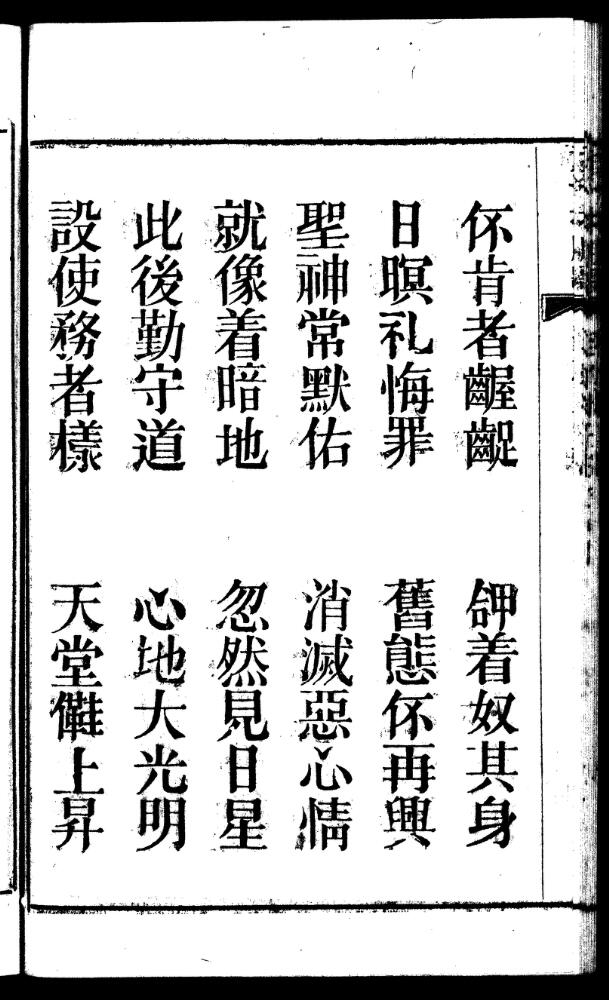 伓肯者齷齪 着奴其身
日暝礼悔罪 舊態伓再興
聖神常默佑 消滅惡心情
就像着暗地 忽然見日星
此後勤守道 心地大光明
設使務者樣 天堂上昇